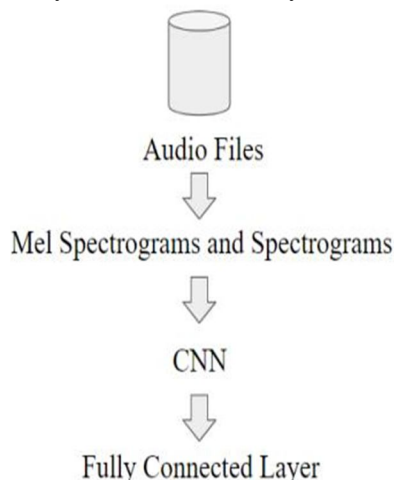 Audio Files
Mel Spectrograms and Spectrograms
CNN
Fully Connected Layer